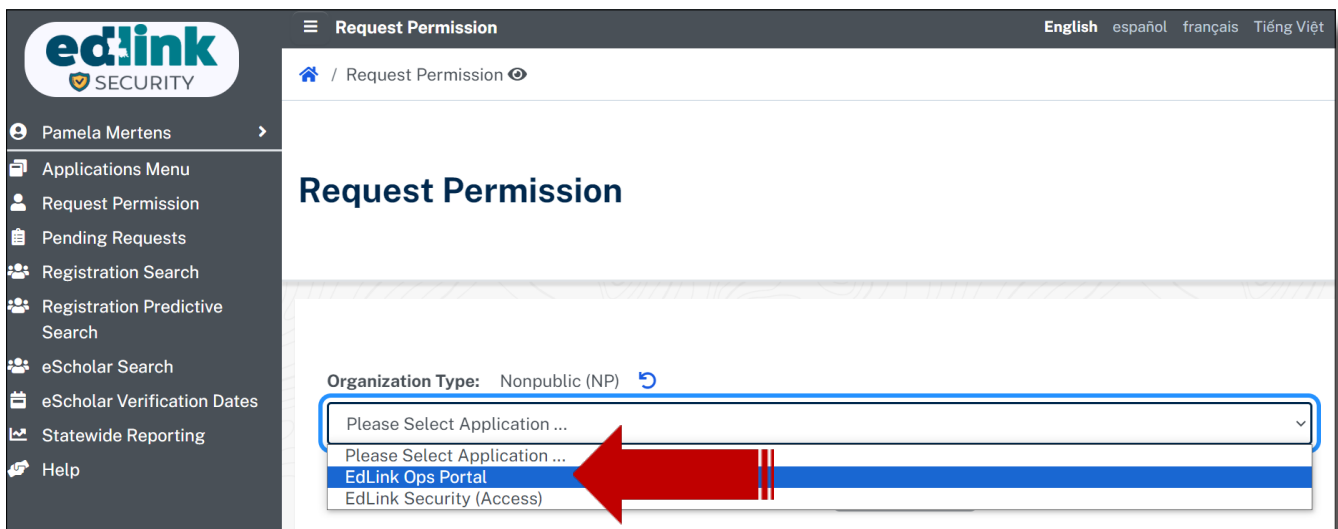 edlink
SECURITY
Pamela Mertens
Applications Menu
Request Permission
Pending Requests
Registration Search
Registration Predictive
Search
eScholar Search
eScholar Verification Dates
Statewide Reporting
Help
Request Permission
English español français Tiếng Việt
/ Request Permission
Request Permission
Organization Type: Nonpublic (NP)
Please Select Application ...
Please Select Application ...
EdLink Ops Portal
EdLink Security (Access)